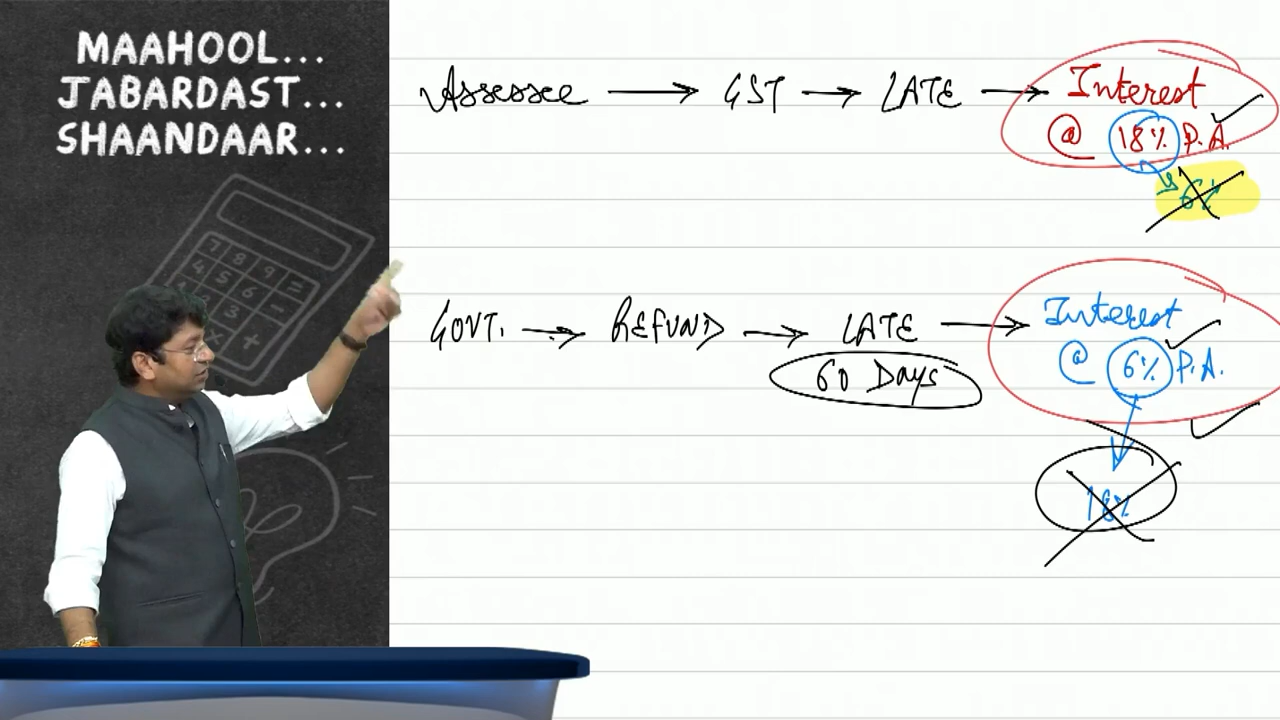 MAAHOOL...
JABARDAST...
SHAANDAAR...
Assessee → GST → LATE → Interest
@ 18% P.A.
6%
GOVT. → REFUND → LATE → Interest
60 Days
@ 6% P.A.
18%